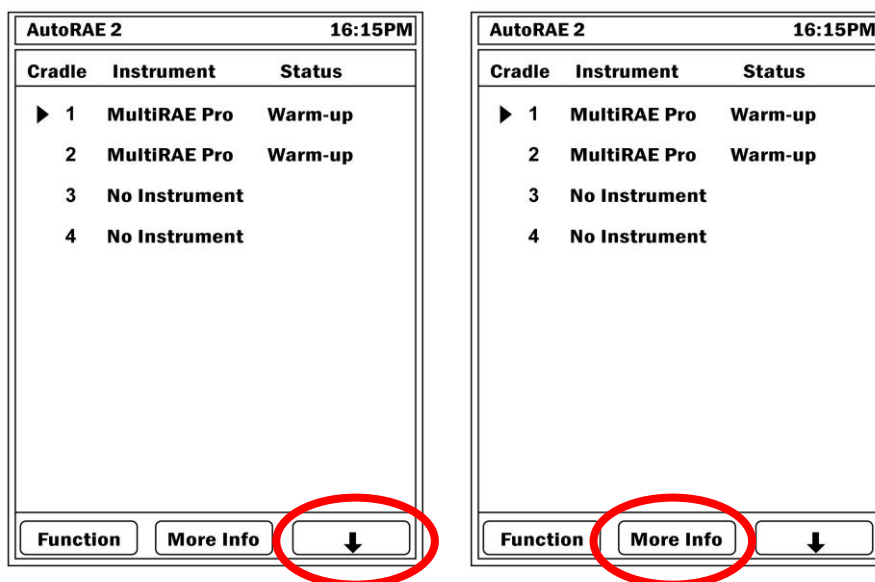 AutoRAE 2 16:15PM
Cradle Instrument Status
1 MultiRAE Pro Warm-up
2 MultiRAE Pro Warm-up
3 No Instrument
4 No Instrument
Function More Info
AutoRAE 2 16:15PM
Cradle Instrument Status
1 MultiRAE Pro Warm-up
2 MultiRAE Pro Warm-up
3 No Instrument
4 No Instrument
Function More Info